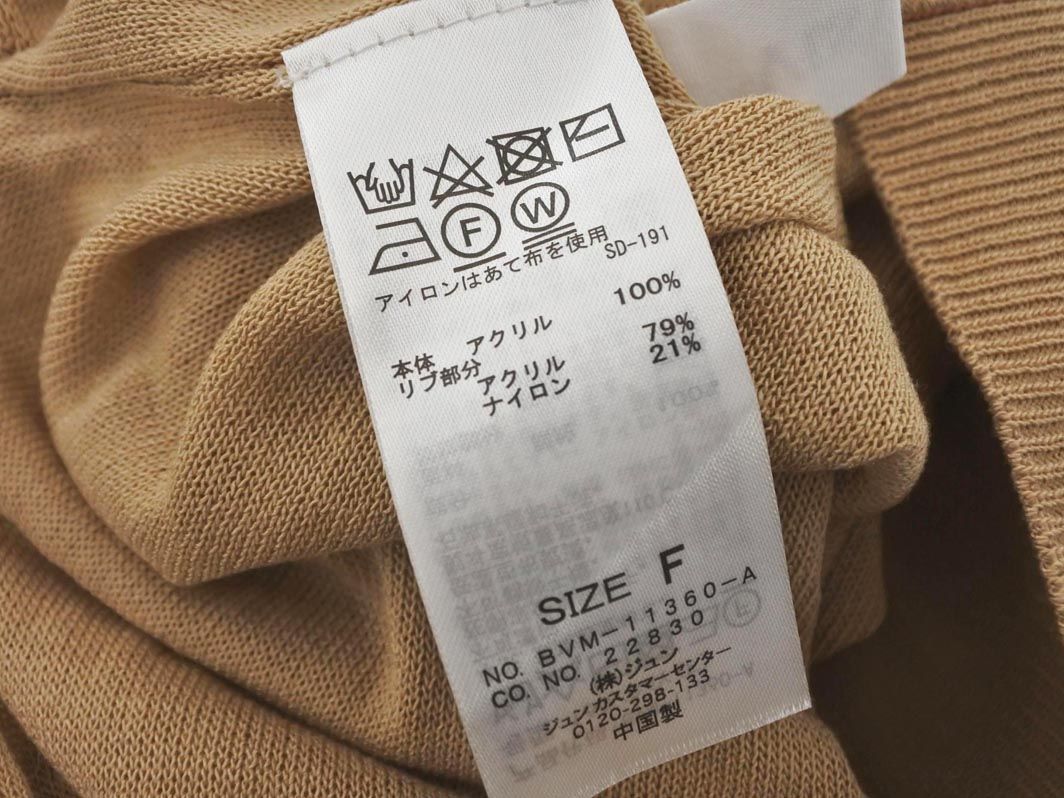 F W
アイロンはあて布を使用
SD-191
本体 アクリル 100%
リブ部分 アクリル 79%
ナイロン 21%
SIZE F
NO. BVM-11360-A
CO. NO. 22830
(株)ジュン
ジュン カスタマーセンター
0120-298-133
中国製